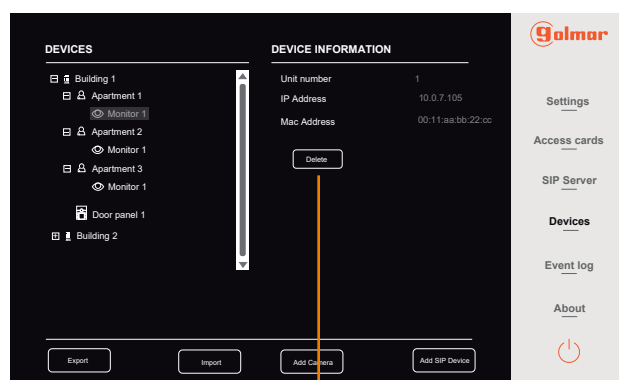 golmar
DEVICES
DEVICE INFORMATION
Building 1
Apartment 1
Monitor 1
Apartment 2
Monitor 1
Apartment 3
Monitor 1
Door panel 1
Building 2
Unit number 1
IP Address 10.0.7.105
Mac Address 00:11:aa:bb:22:cc
Delete
Settings
Access cards
SIP Server
Devices
Event log
About
Export
Import
Add Camera
Add SIP Device